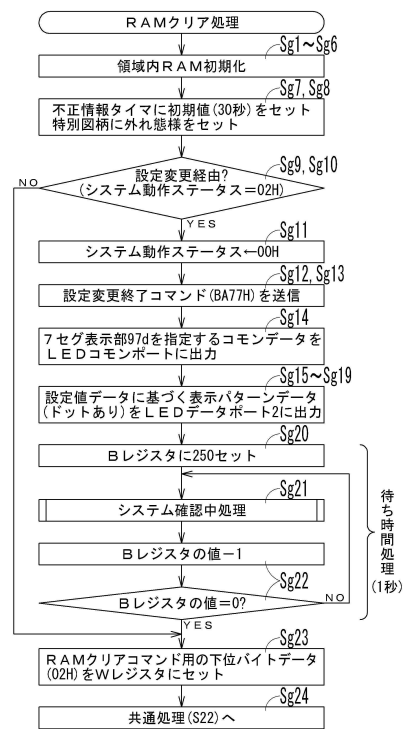 RAMクリア処理
Sg1～Sg6
領域内RAM初期化
Sg7, Sg8
不正情報タイマに初期値(30秒)をセット
特別図柄に外れ態様をセット
Sg9, Sg10
設定変更経由?
(システム動作ステータス＝02H)
NO
YES
Sg11
システム動作ステータス←00H
Sg12, Sg13
設定変更終了コマンド(BA77H)を送信
Sg14
7セグ表示部97dを指定するコモンデータを
LEDコモンポートに出力
Sg15～Sg19
設定値データに基づく表示パターンデータ
(ドットあり)をLEDデータポート2に出力
Sg20
Bレジスタに250セット
Sg21
システム確認中処理
Bレジスタの値－1
Sg22
Bレジスタの値＝0?
NO
YES
待ち時間処理
(1秒)
Sg23
RAMクリアコマンド用の下位バイトデータ
(02H)をWレジスタにセット
Sg24
共通処理(S22)へ